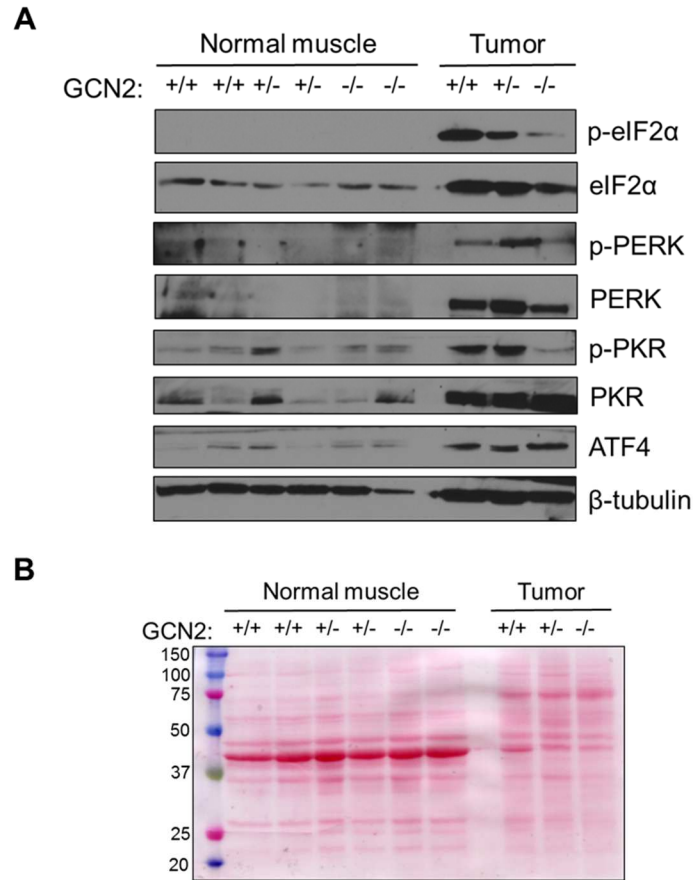 A
Normal muscle Tumor
GCN2: +/+ +/+ +/- +/- -/- -/- +/+ +/- -/-
p-eIF2α
eIF2α
p-PERK
PERK
p-PKR
PKR
ATF4
β-tubulin
B
Normal muscle Tumor
GCN2: +/+ +/+ +/- +/- -/- -/- +/+ +/- -/-
150
100
75
50
37
25
20